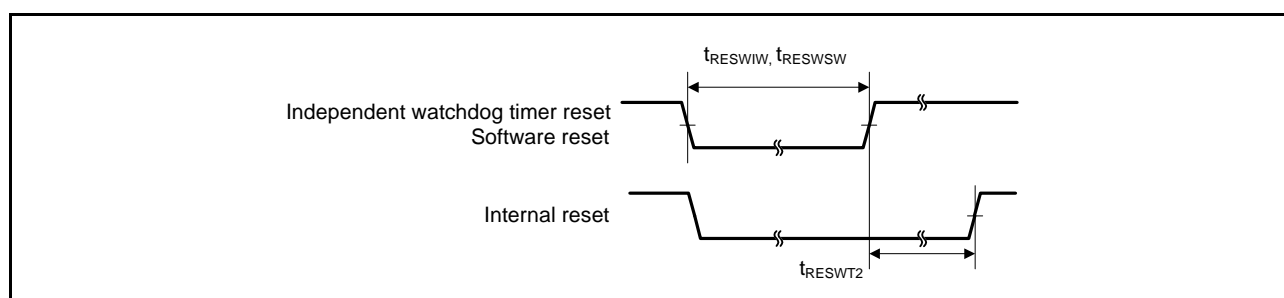 tRESWIW, tRESWSW
Independent watchdog timer reset
Software reset
Internal reset
tRESWT2